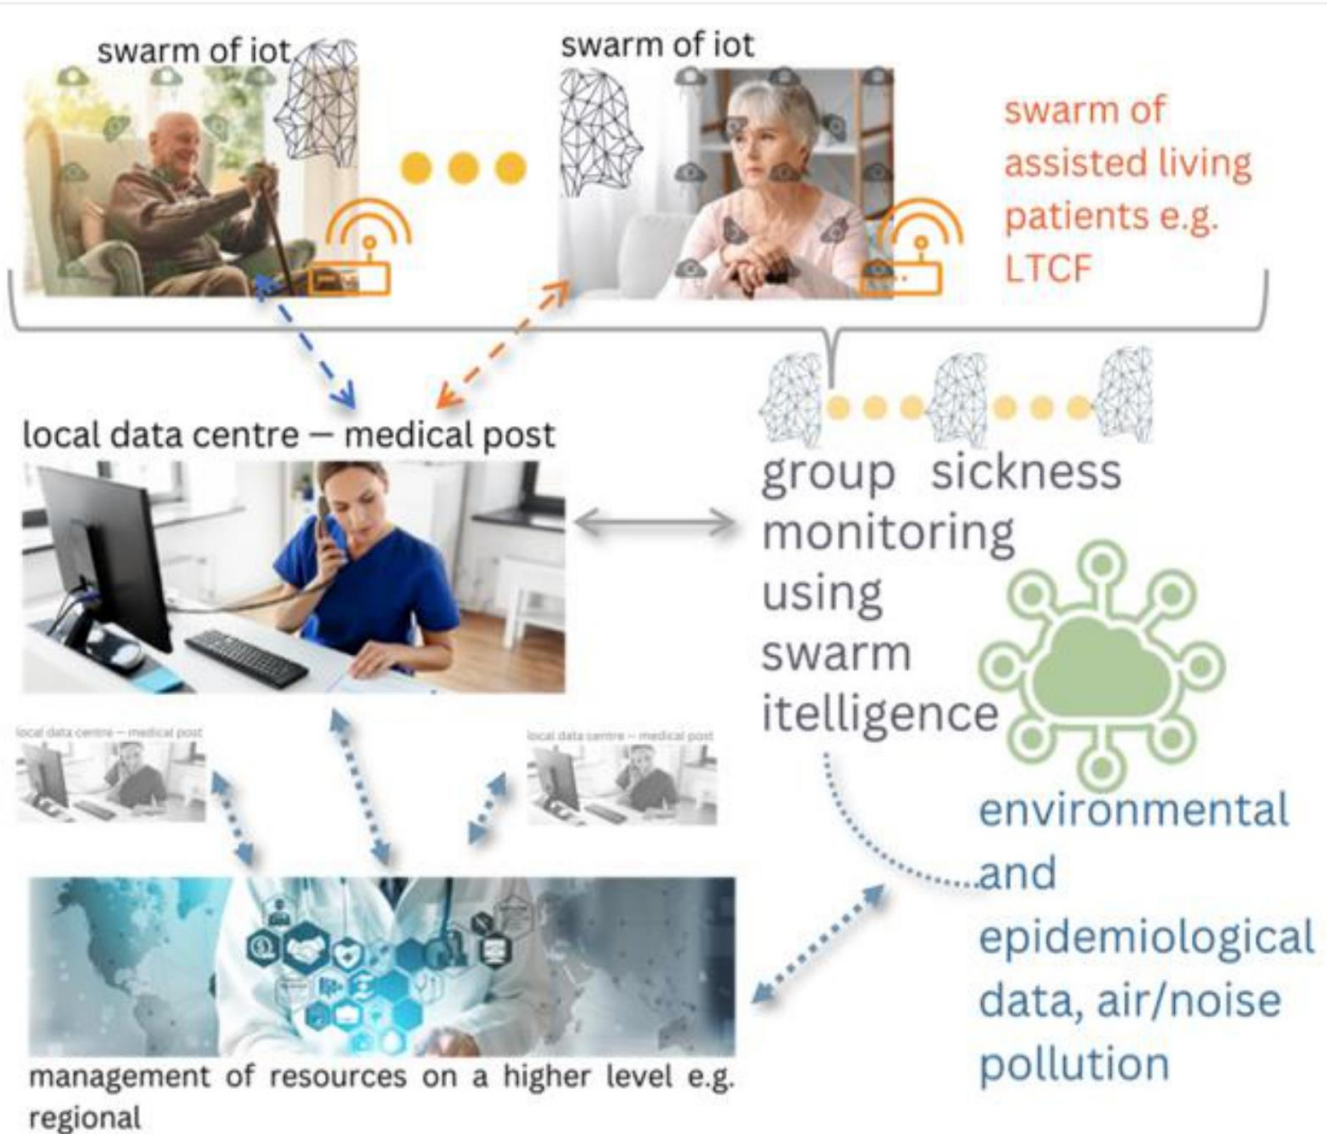 swarm of iot
swarm of iot
swarm of
assisted living
patients e.g.
LTCF
local data centre – medical post
group sickness
monitoring
using
swarm
itelligence
local data centre – medical post
local data centre – medical post
environmental
and
epidemiological
data, air/noise
pollution
management of resources on a higher level e.g.
regional